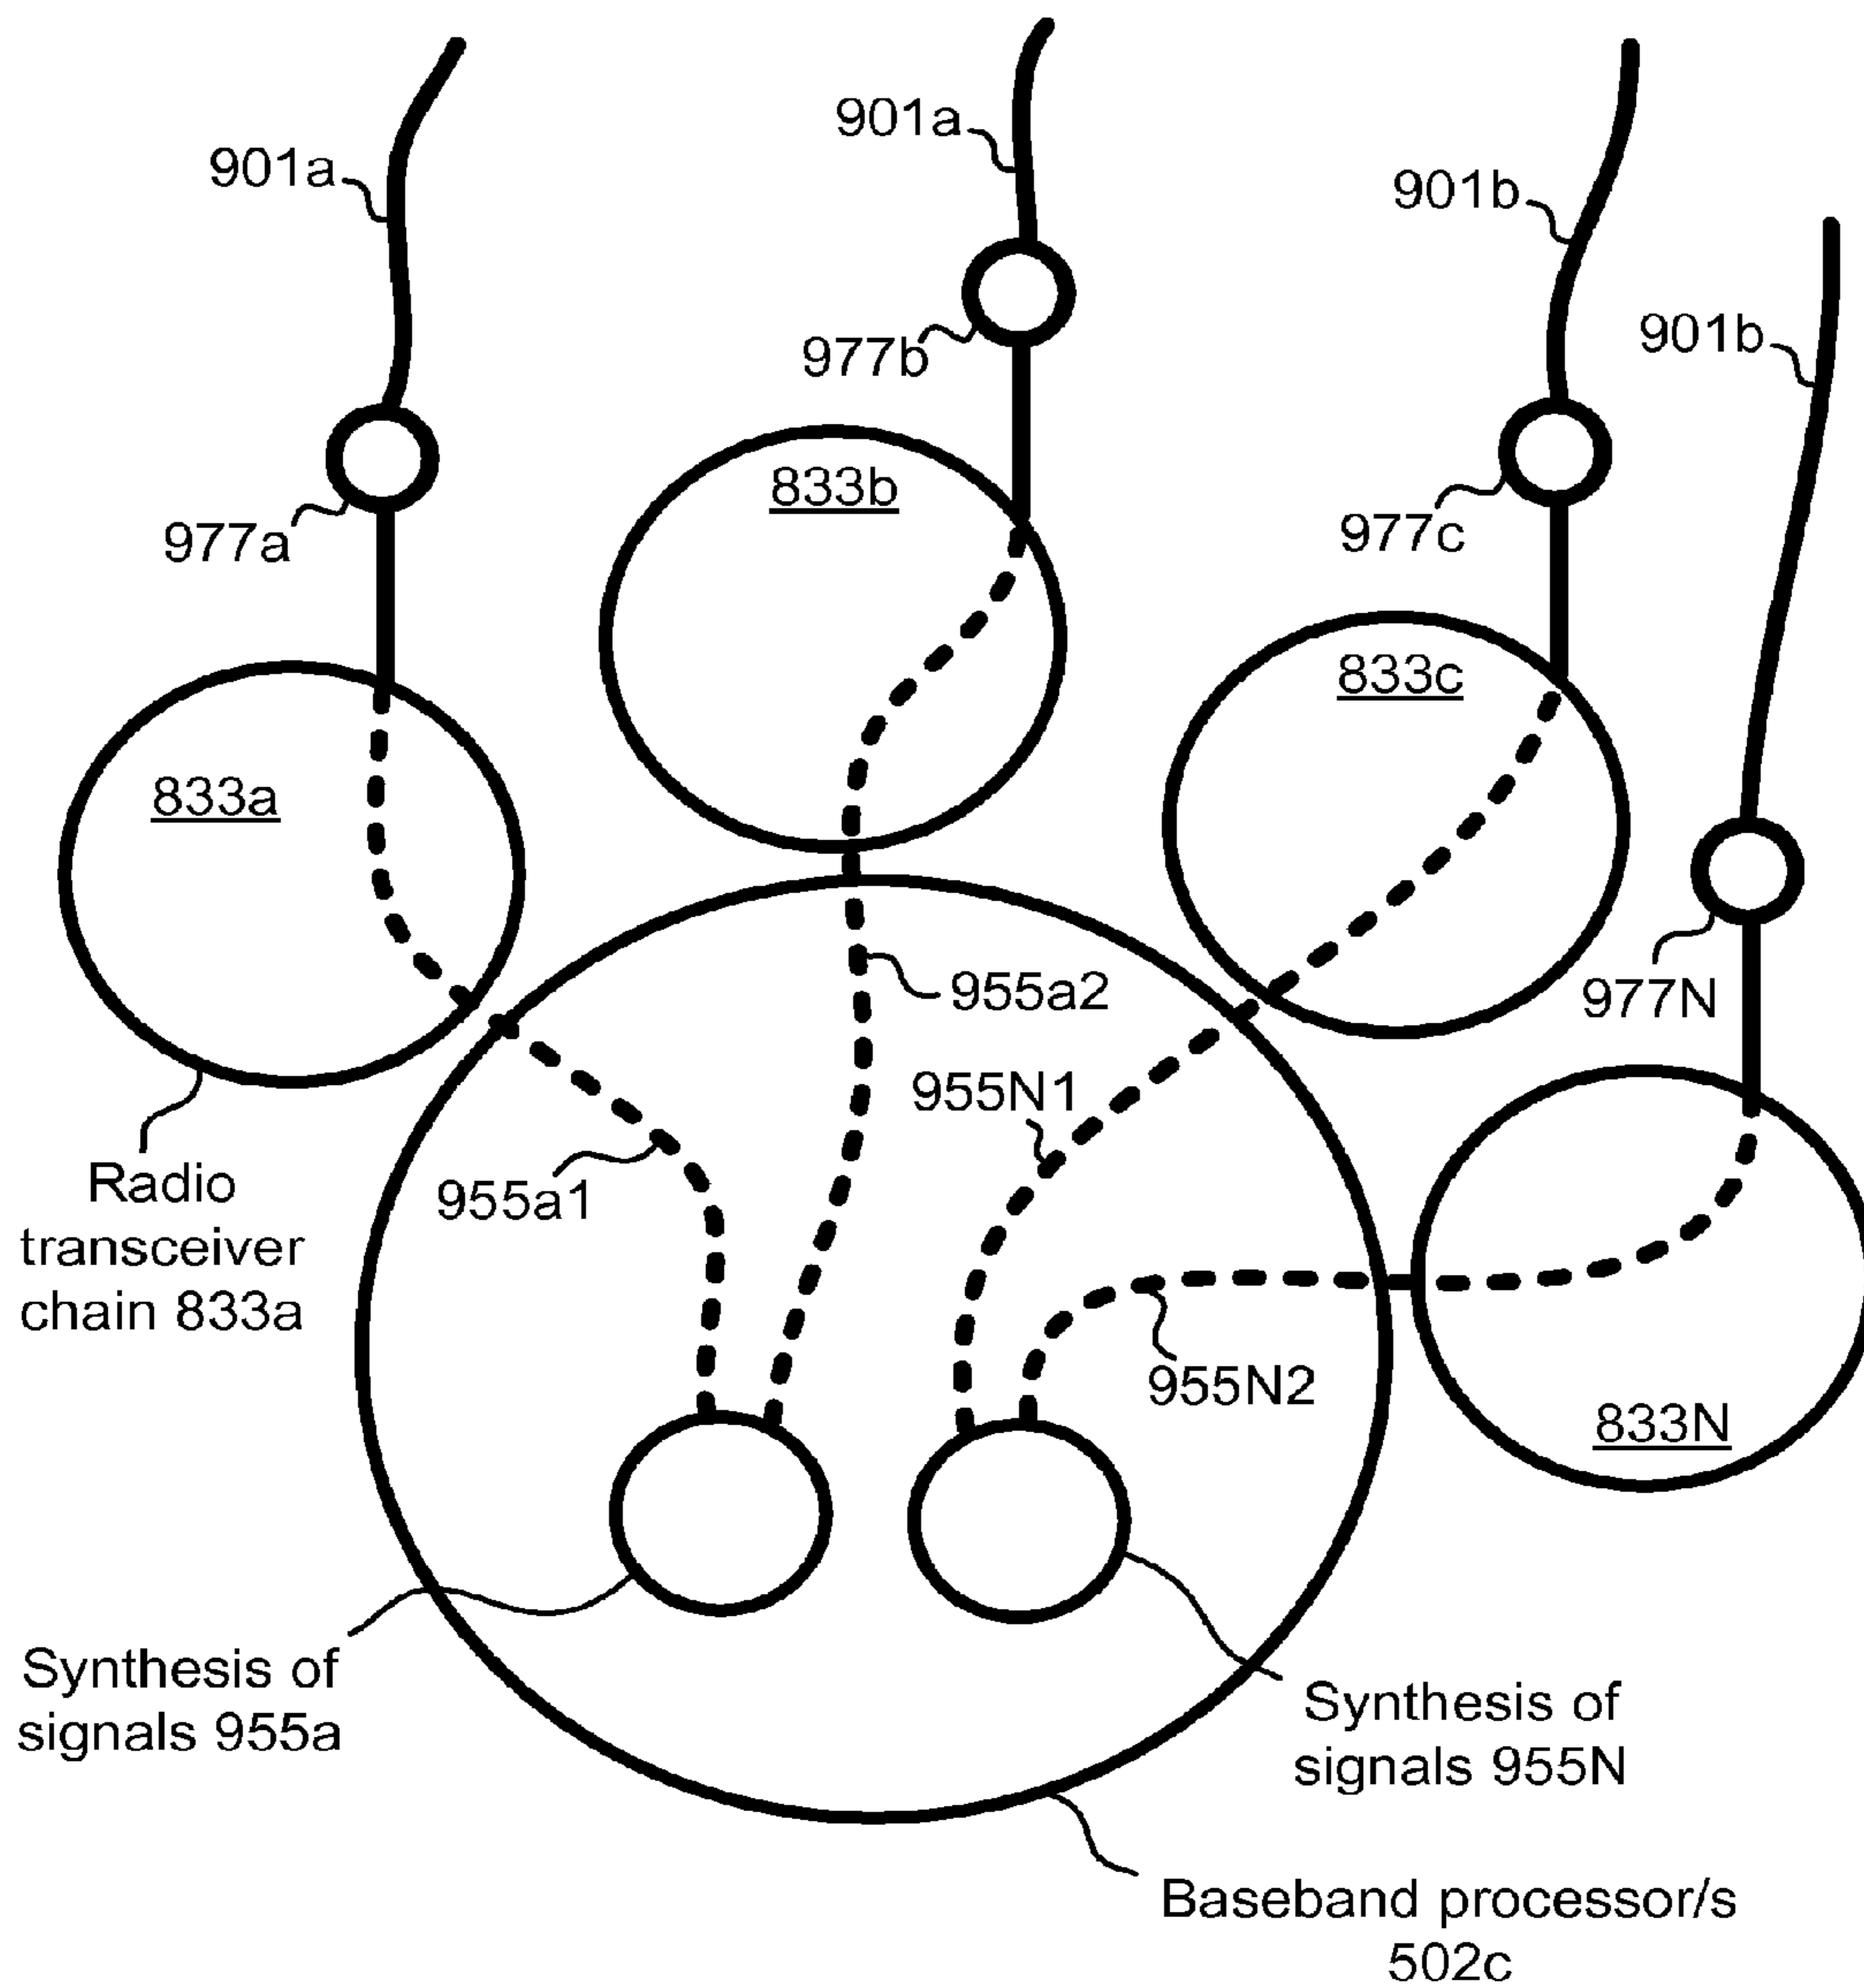 901a
901a
901b
901b
977b
977a
977c
833b
833c
833a
977N
955a2
955N1
955a1
Radio
transceiver
chain 833a
955N2
833N
Synthesis of
signals 955a
Synthesis of
signals 955N
Baseband processor/s
502c